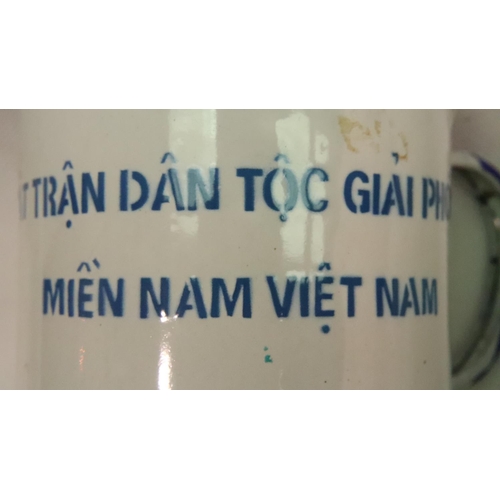 TRẬN DÂN TỘC GIẢI
MIỀN NAM VIỆT NAM